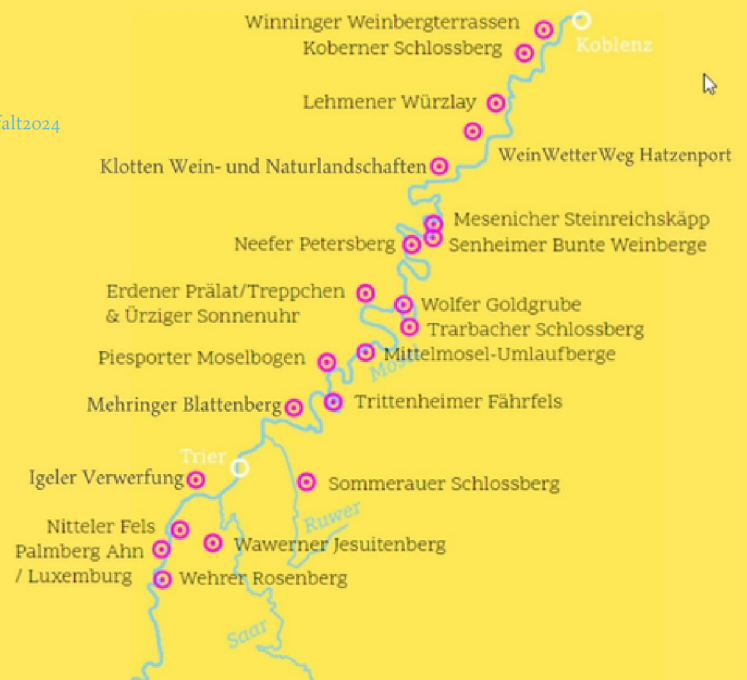 Winninger Weinbergterrassen
Koblenz
Koberner Schlossberg
Lehmener Würzlay
falt2024
WeinWetterWeg Hatzenport
Klotten Wein- und Naturlandschaften
Mesenicher Steinreichskäpp
Neefer Petersberg
Senheimer Bunte Weinberge
Erdener Prälat/Treppchen
& Ürziger Sonnenuhr
Wolfer Goldgrube
Trarbacher Schlossberg
Piesporter Moselbogen
Mittelmosel-Umlaufberge
Mosel
Mehringer Blattenberg
Trittenheimer Fährfels
Trier
Igeler Verwerfung
Sommerauer Schlossberg
Ruwer
Nitteler Fels
Palmberg Ahn
/ Luxemburg
Wawerner Jesuitenberg
Wehrer Rosenberg
Saar